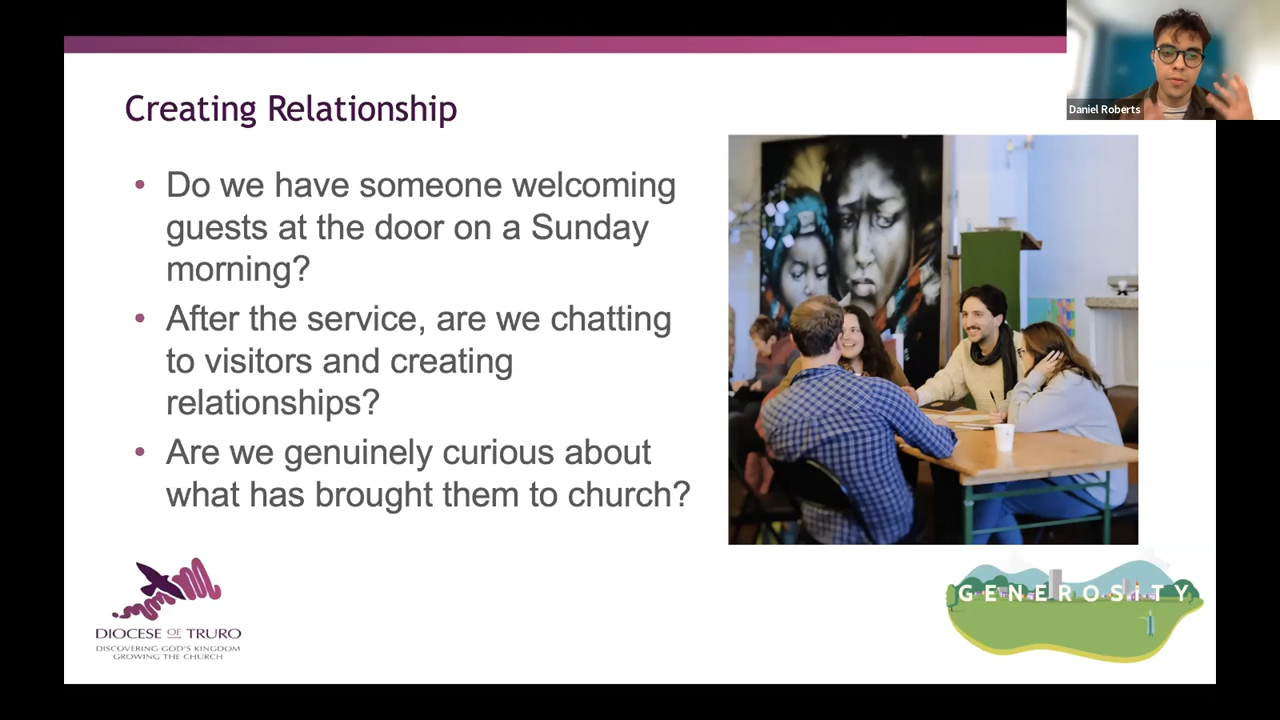 Creating Relationship
• Do we have someone welcoming
guests at the door on a Sunday
morning?
• After the service, are we chatting
to visitors and creating
relationships?
• Are we genuinely curious about
what has brought them to church?
Daniel Roberts
DIOCESE OF TRURO
DISCOVERING GOD'S KINGDOM
GROWING THE CHURCH
GENEROSITY